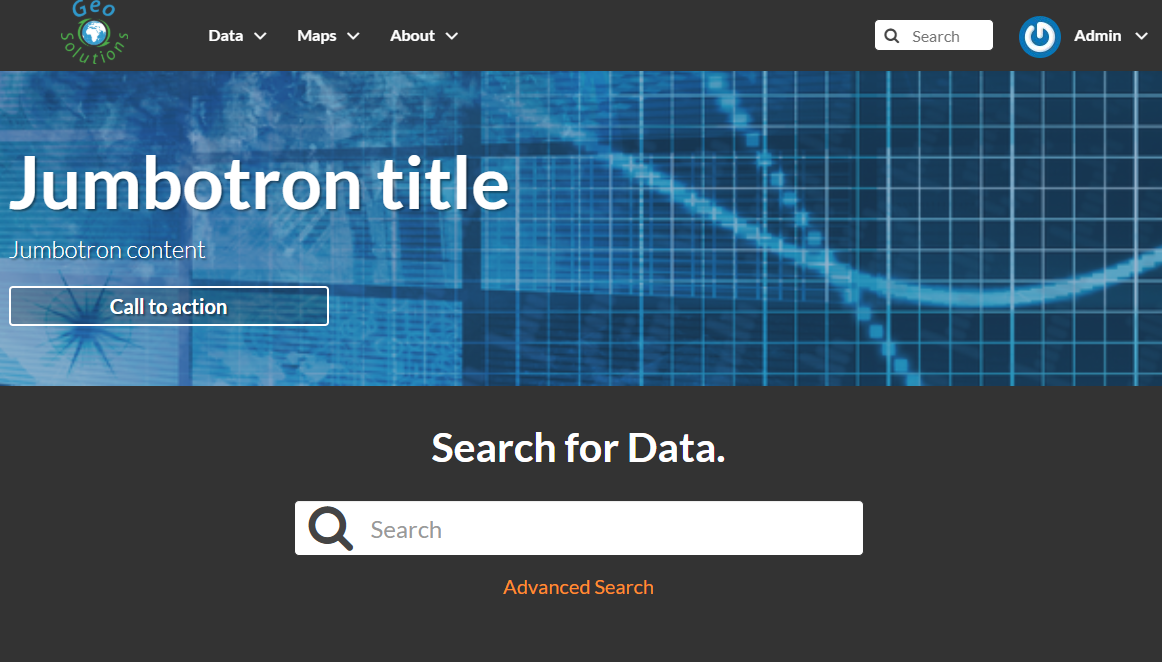 Geo
Solutions
Data
Maps
About
Search
Admin
Jumbotron title
Jumbotron content
Call to action
Search for Data.
Search
Advanced Search